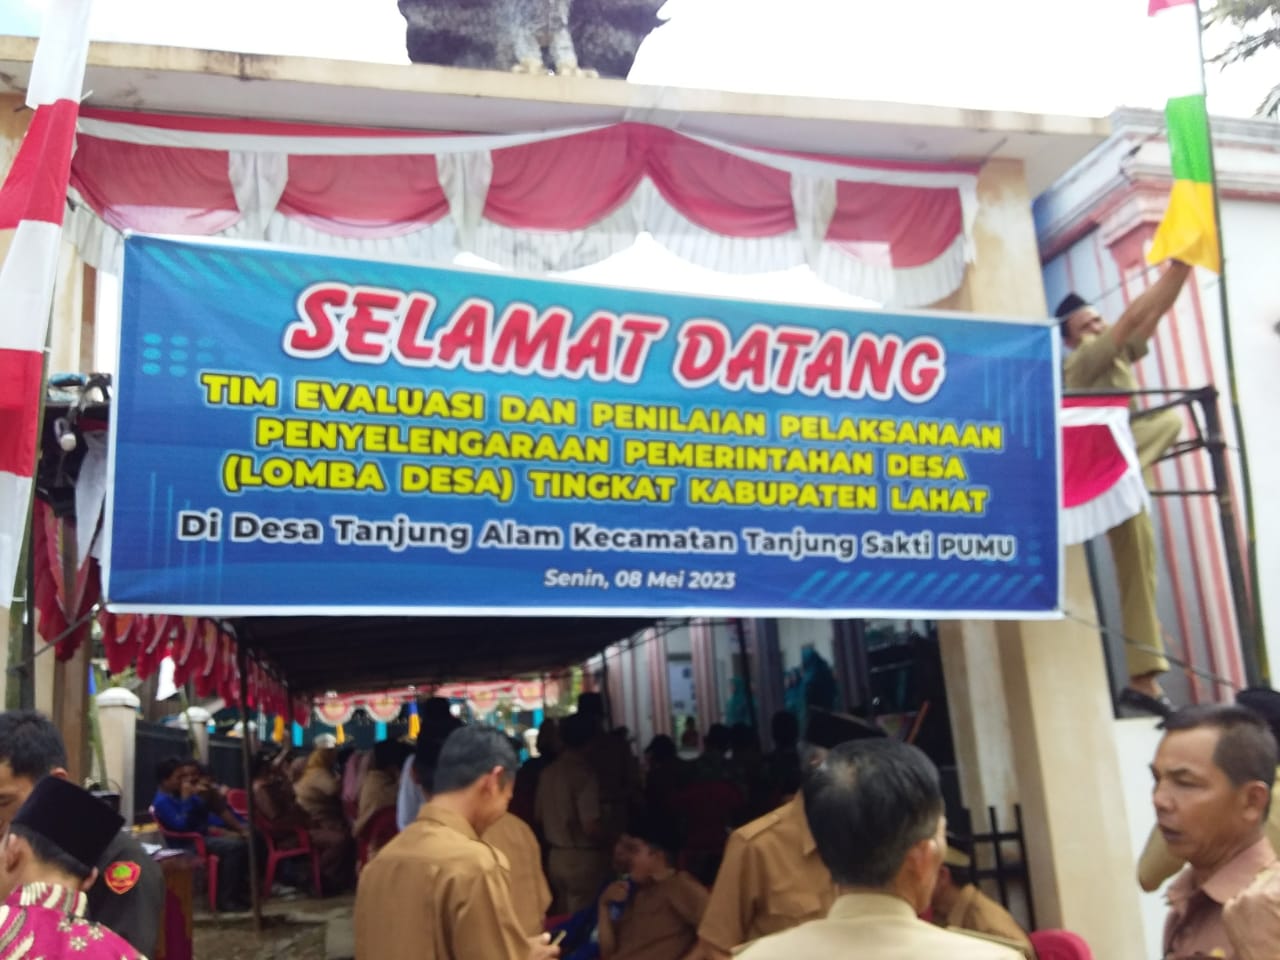 SELAMAT DATANG
TIM EVALUASI DAN PENILAIAN PELAKSANAAN
PENYELENGARAAN PEMERINTAHAN DESA
(LOMBA DESA) TINGKAT KABUPATEN LAHAT
Di Desa Tanjung Alam Kecamatan Tanjung Sakti PUMU
Senin, 08 Mei 2023